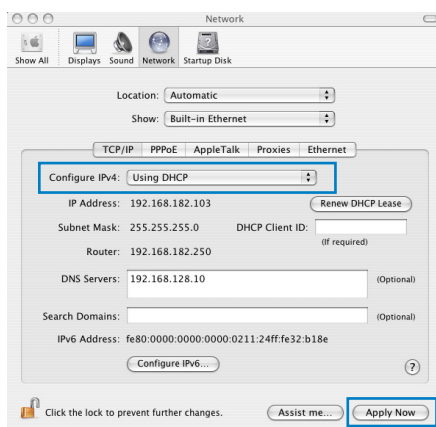 Network
Show All Displays Sound Network Startup Disk
Location: Automatic
Show: Built-in Ethernet
TCP/IP PPPoE AppleTalk Proxies Ethernet
Configure IPv4: Using DHCP
IP Address: 192.168.182.103 Renew DHCP Lease
Subnet Mask: 255.255.255.0 DHCP Client ID:
(If required)
Router: 192.168.182.250
DNS Servers: 192.168.128.10 (Optional)
Search Domains: (Optional)
IPv6 Address: fe80:0000:0000:0000:0211:24ff:fe32:b18e
Configure IPv6... ?
Click the lock to prevent further changes. Assist me... Apply Now